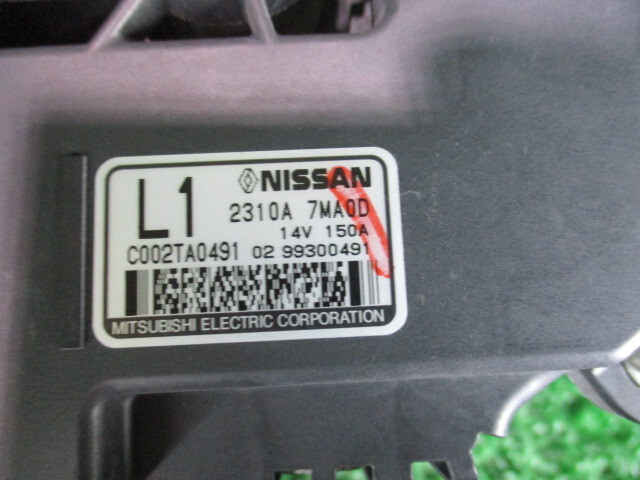 L1 NISSAN
2310A 7MA0D
14V 150A
C002TA0491 02 99300491
MITSUBISHI ELECTRIC CORPORATION